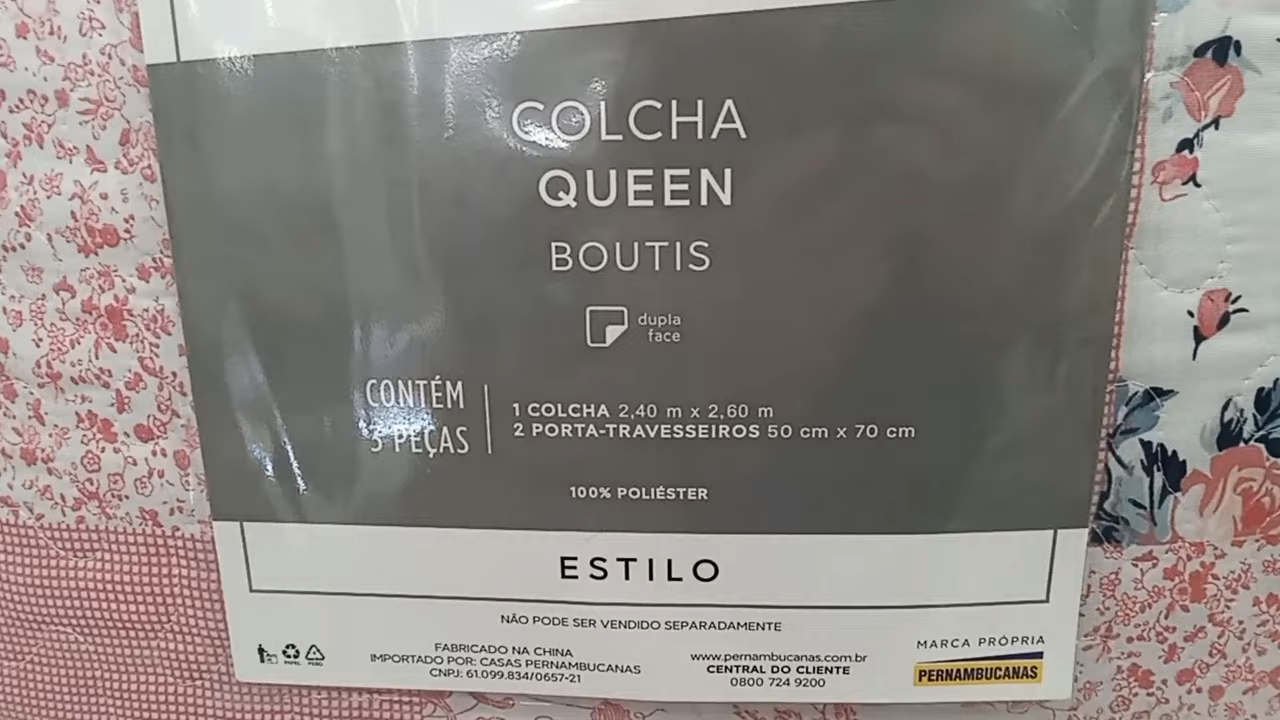 COLCHA
QUEEN
BOUTIS
dupla
face
CONTÉM
3 PEÇAS
1 COLCHA 2,40 m x 2,60 m
2 PORTA-TRAVESSEIROS 50 cm x 70 cm
100% POLIÉSTER
ESTILO
NÃO PODE SER VENDIDO SEPARADAMENTE
FABRICADO NA CHINA
IMPORTADO POR: CASAS PERNAMBUCANAS
CNPJ: 61.099.834/0657-21
www.pernambucanas.com.br
CENTRAL DO CLIENTE
0800 724 9200
MARCA PRÓPRIA
PERNAMBUCANAS